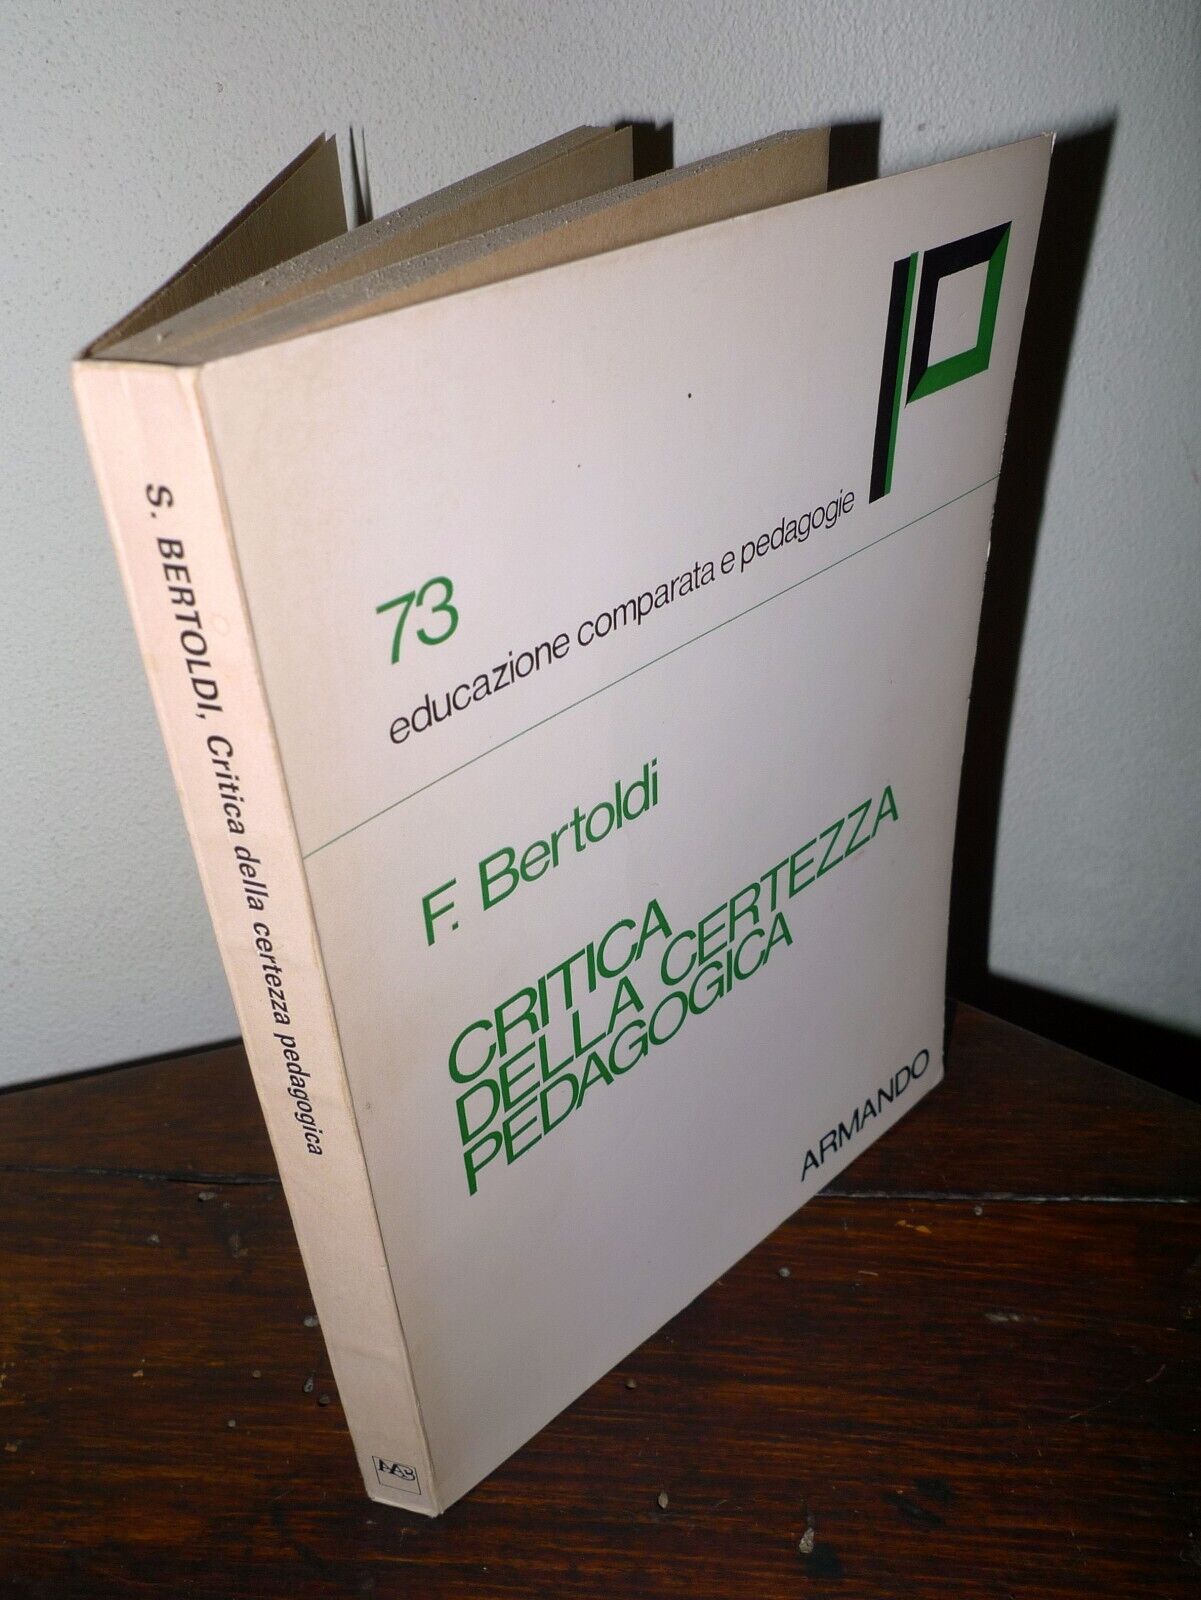 73
educazione comparata e pedagogie
F. Bertoldi
CRITICA
DELLA CERTEZZA
PEDAGOGICA
ARMANDO
S. BERTOLDI, Critica della certezza pedagogica